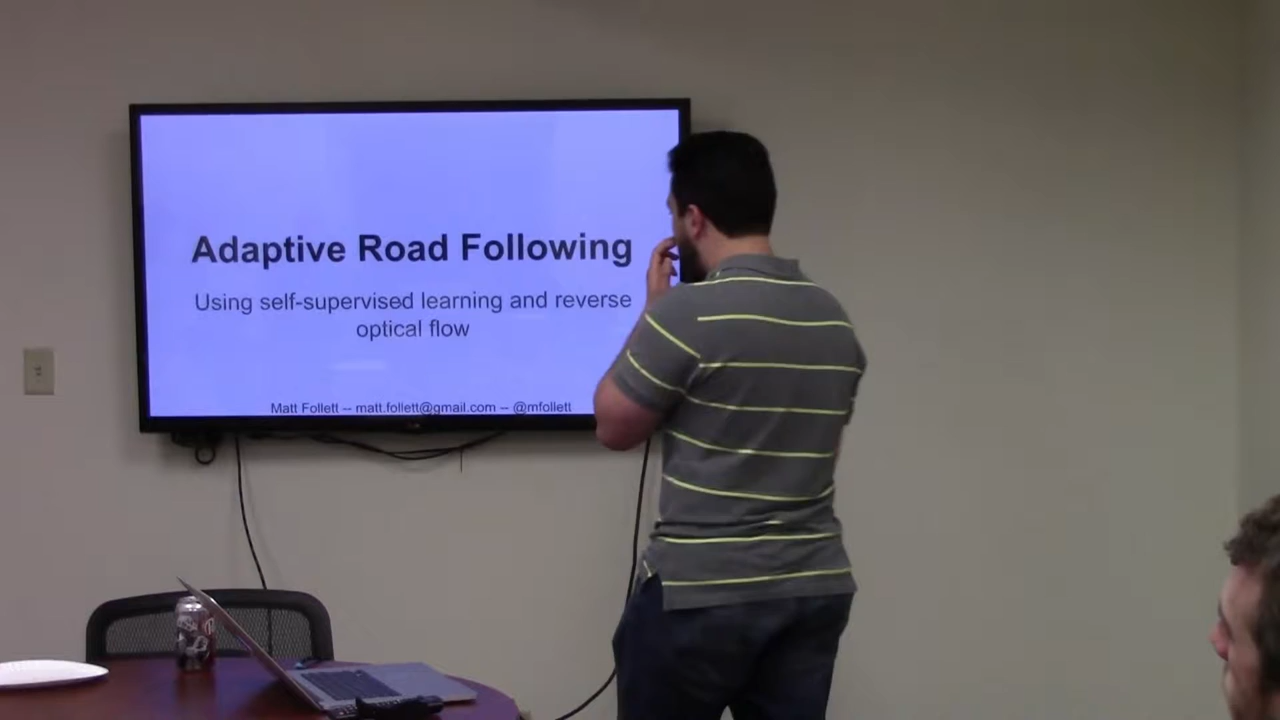 Adaptive Road Following
Using self-supervised learning and reverse
optical flow
Matt Follett -- matt.follett@gmail.com -- @mfollett